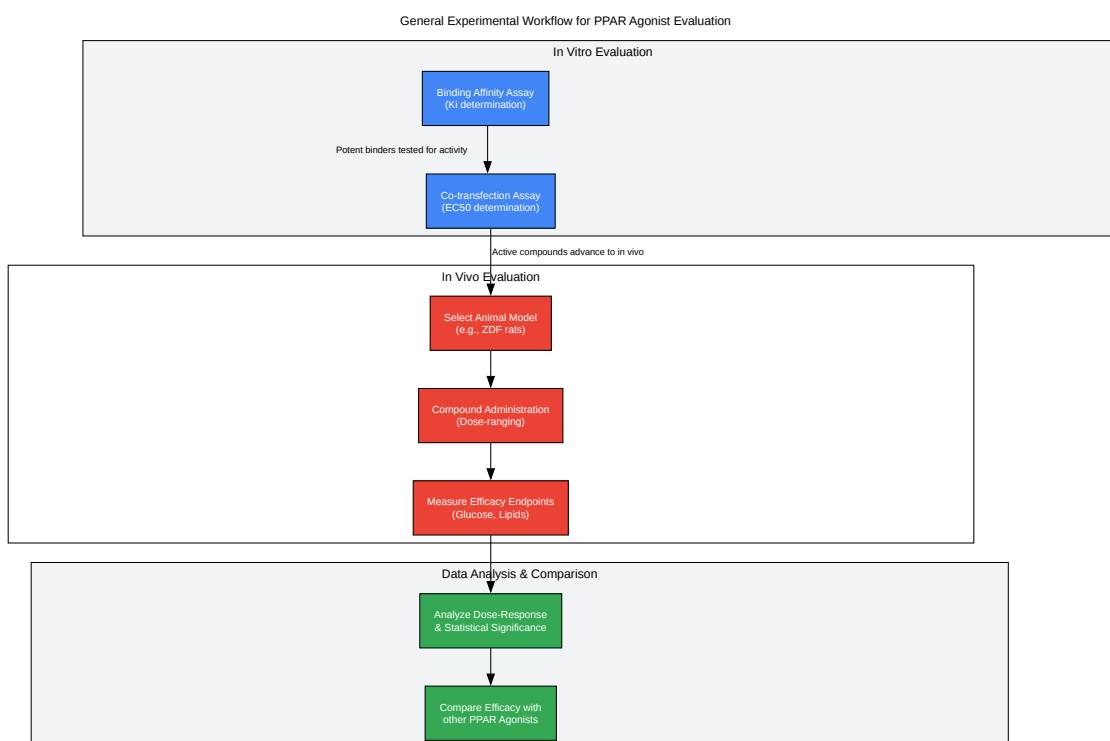 General Experimental Workflow for PPAR Agonist Evaluation
In Vitro Evaluation
Binding Affinity Assay
(Ki determination)
Potent binders tested for activity
Co-transfection Assay
(EC50 determination)
Active compounds advance to in vivo
In Vivo Evaluation
Select Animal Model
(e.g., ZDF rats)
Compound Administration
(Dose-ranging)
Measure Efficacy Endpoints
(Glucose, Lipids)
Data Analysis & Comparison
Analyze Dose-Response
& Statistical Significance
Compare Efficacy with
other PPAR Agonists